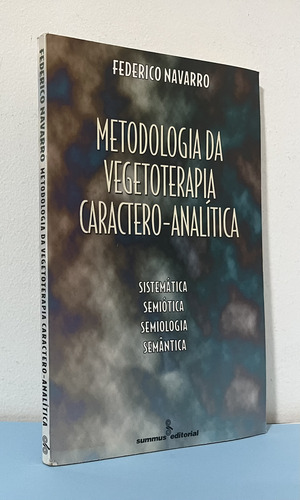 FEDERICO NAVARRO
METODOLOGIA DA
VEGETOTERAPIA
CARACTERO-ANALÍTICA
SISTEMÁTICA
SEMIÓTICA
SEMIOLOGIA
SEMÂNTICA
summus editorial
FEDERICO NAVARRO METODOLOGIA DA VEGETOTERAPIA CARACTERO-ANALÍTICA